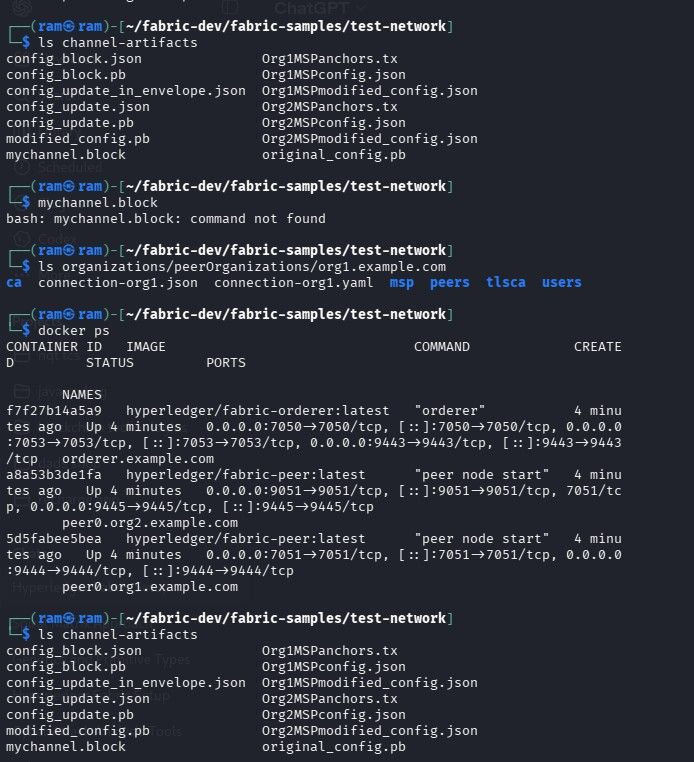 ChatGPT
┌──(ram㉿ram)-[~/fabric-dev/fabric-samples/test-network]
└─$ ls channel-artifacts
config_block.json               Org1MSPanchors.tx
config_block.pb                 Org1MSPconfig.json
config_update_in_envelope.json  Org1MSPmodified_config.json
config_update.json              Org2MSPanchors.tx
config_update.pb                Org2MSPconfig.json
modified_config.pb              Org2MSPmodified_config.json
mychannel.block                 original_config.pb
Scheduled
┌──(ram㉿ram)-[~/fabric-dev/fabric-samples/test-network]
└─$ mychannel.block
bash: mychannel.block: command not found
Codex
┌──(ram㉿ram)-[~/fabric-dev/fabric-samples/test-network]
└─$ ls organizations/peerOrganizations/org1.example.com
ca  connection-org1.json  connection-org1.yaml  msp  peers  tlsca  users
┌──(ram㉿ram)-[~/fabric-dev/fabric-samples/test-network]
└─$ docker ps
CONTAINER ID   IMAGE                               COMMAND             CREATE
D         STATUS         PORTS
       NAMES
f7f27b14a5a9   hyperledger/fabric-orderer:latest   "orderer"           4 minu
tes ago   Up 4 minutes   0.0.0.0:7050→7050/tcp, [::]:7050→7050/tcp, 0.0.0.0
:7053→7053/tcp, [::]:7053→7053/tcp, 0.0.0.0:9443→9443/tcp, [::]:9443→9443
/tcp   orderer.example.com
a8a53b3de1fa   hyperledger/fabric-peer:latest      "peer node start"   4 minu
tes ago   Up 4 minutes   0.0.0.0:9051→9051/tcp, [::]:9051→9051/tcp, 7051/tc
p, 0.0.0.0:9445→9445/tcp, [::]:9445→9445/tcp
       peer0.org2.example.com
5d5fabee5bea   hyperledger/fabric-peer:latest      "peer node start"   4 minu
tes ago   Up 4 minutes   0.0.0.0:7051→7051/tcp, [::]:7051→7051/tcp, 0.0.0.0
:9444→9444/tcp, [::]:9444→9444/tcp
       peer0.org1.example.com
┌──(ram㉿ram)-[~/fabric-dev/fabric-samples/test-network]
└─$ ls channel-artifacts
config_block.json               Org1MSPanchors.tx
config_block.pb                 Org1MSPconfig.json
config_update_in_envelope.json  Org1MSPmodified_config.json
config_update.json              Org2MSPanchors.tx
config_update.pb                Org2MSPconfig.json
modified_config.pb              Org2MSPmodified_config.json
mychannel.block                 original_config.pb